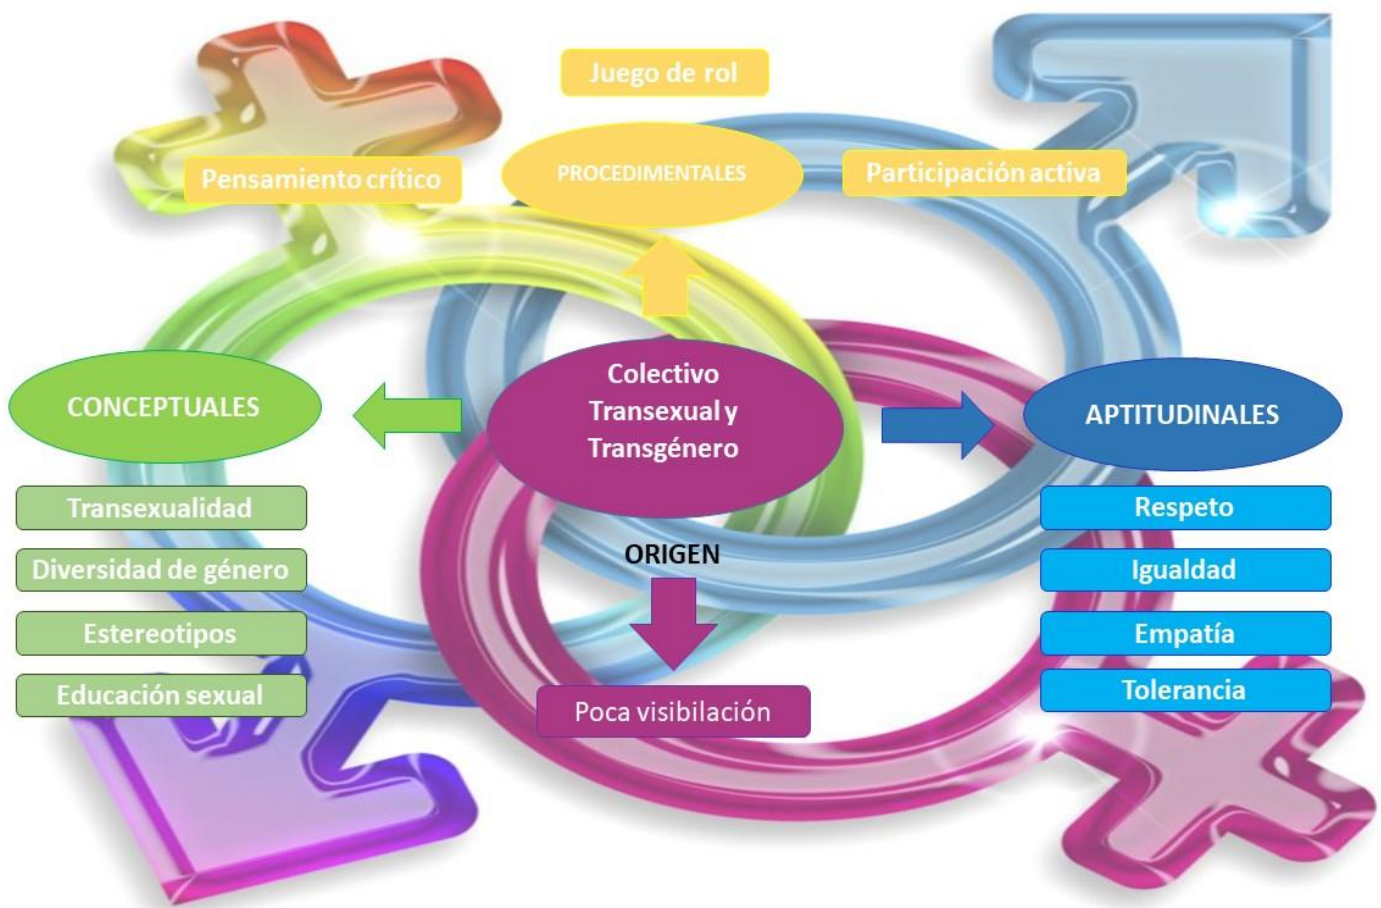 Juego de rol
Pensamiento crítico
PROCEDIMENTALES
Participación activa
Colectivo
Transexual y
Transgénero
CONCEPTUALES
APTITUDINALES
Transexualidad
Diversidad de género
Estereotipos
Educación sexual
ORIGEN
Poca visibilación
Respeto
Igualdad
Empatía
Tolerancia